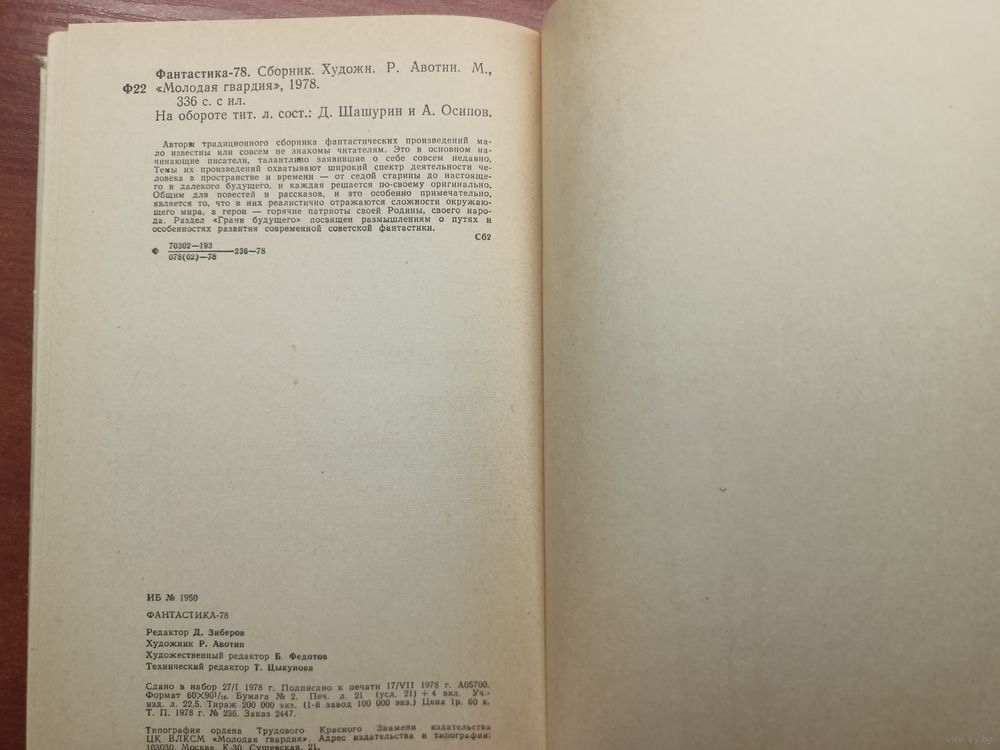 Фантастика-78. Сборник. Художн. Р. Авотин. М.,
Ф22 «Молодая гвардия», 1978.
336 с. с ил.
На обороте тит. л. сост.: Д. Шашурин и А. Осипов.
Авторы традиционного сборника фантастических произведений ма-
ло известны или совсем не знакомы читателям. Это в основном на-
чинающие писатели, талантливо заявившие о себе совсем недавно.
Темы их произведений охватывают широкий спектр деятельности че-
ловека в пространстве и времени — от седой старины до настояще-
го и далекого будущего, и каждая решается по-своему оригинально.
Общим для повестей и рассказов, и это особенно примечательно,
является то, что в них реалистично отражаются сложности окружаю-
щего мира, а герои — горячие патриоты своей Родины, своего наро-
да. Раздел «Грани будущего» посвящен размышлениям о путях и
особенностях развития современной советской фантастики.
Сб2
Ф 70302—193
078(02)—78 —236—78
ИБ № 1950
ФАНТАСТИКА-78
Редактор Д. Зиберов
Художник Р. Авотин
Художественный редактор Б. Федотов
Технический редактор Т. Цыкунова
Сдано в набор 27/I 1978 г. Подписано к печати 17/VII 1978 г. А05700.
Формат 60×90¹/₁₆. Бумага № 2. Печ. л. 21 (усл. 21) + 4 вкл. Уч.-
изд. л. 22,5. Тираж 200 000 экз. (1-й завод 100 000 экз.) Цена 1р. 60 к.
Т. П. 1978 г. № 236. Заказ 2447.
Типография ордена Трудового Красного Знамени издательства
ЦК ВЛКСМ «Молодая гвардия». Адрес издательства и типографии:
103030, Москва, К-30, Сущевская, 21.
www.ay.by